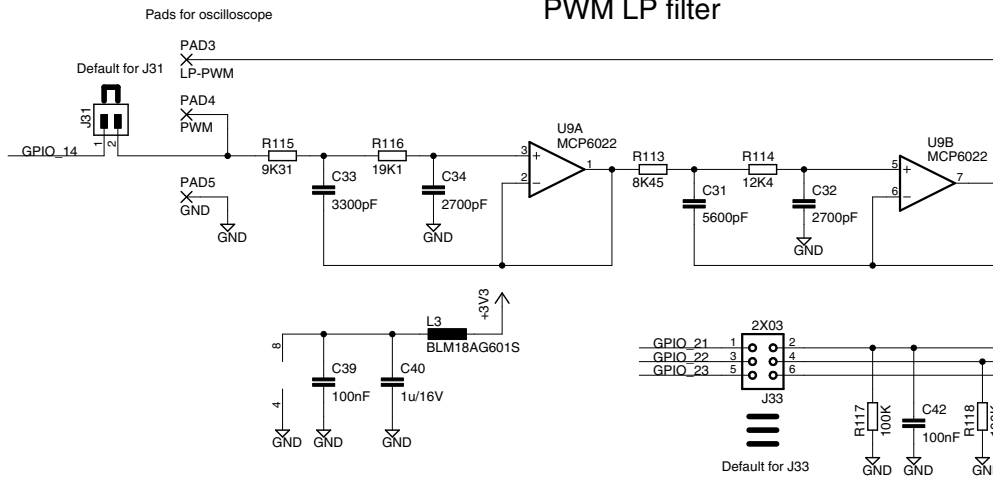 PWM LP filter
Pads for oscilloscope
PAD3
LP-PWM
Default for J31
J31
1
2
PAD4
PWM
GPIO_14
PAD5
GND
GND
R115
9K31
C33
3300pF
R116
19K1
C34
2700pF
GND
U9A
MCP6022
3
2
1
+
−
R113
8K45
C31
5600pF
R114
12K4
C32
2700pF
GND
U9B
MCP6022
5
6
7
+
−
+3V3
L3
BLM18AG601S
8
4
C39
100nF
C40
1u/16V
GND
GND
GND
2X03
GPIO_21
1
2
GPIO_22
3
4
GPIO_23
5
6
J33
Default for J33
R117
100K
C42
100nF
R118
GND
GND